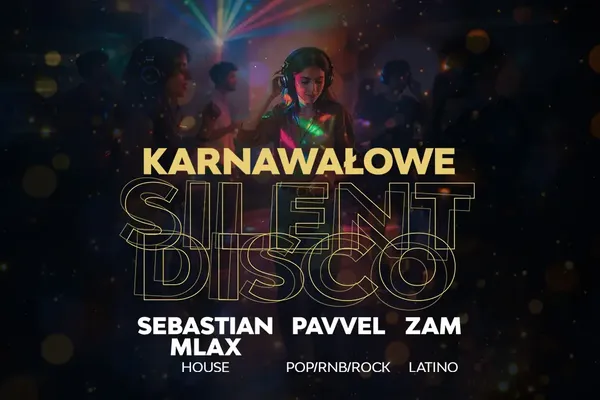 KARNAWAŁOWE
SILENT
DISCO
SEBASTIAN MLAX
HOUSE
PAVVEL
POP/RNB/ROCK
ZAM
LATINO